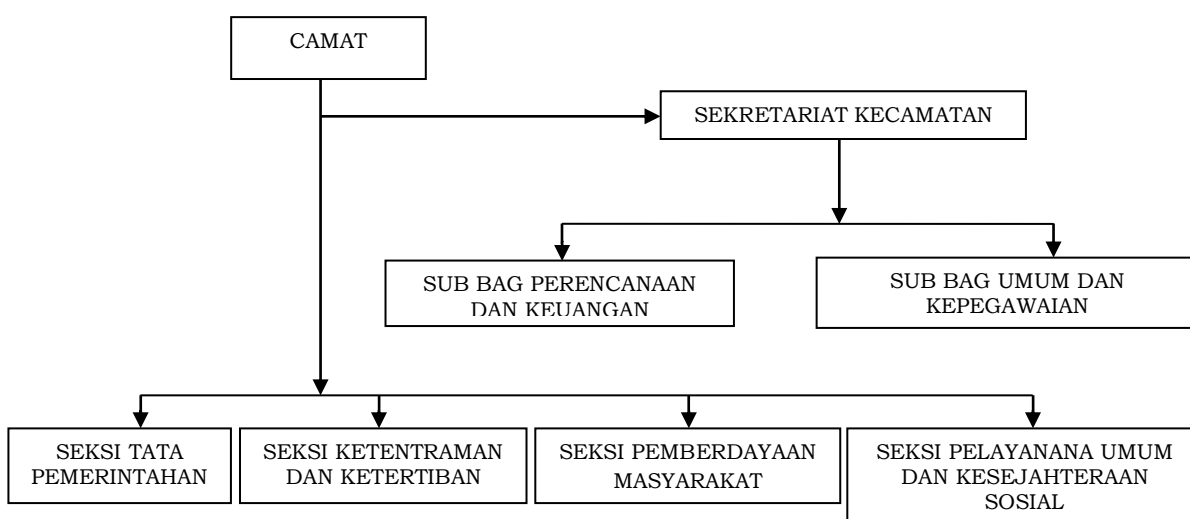 CAMAT
SEKRETARIAT KECAMATAN
SUB BAG PERENCANAAN
DAN KEUANGAN
SUB BAG UMUM DAN
KEPEGAWAIAN
SEKSI TATA
PEMERINTAHAN
SEKSI KETENTRAMAN
DAN KETERTIBAN
SEKSI PEMBERDAYAAN
MASYARAKAT
SEKSI PELAYANANA UMUM
DAN KESEJAHTERAAN
SOSIAL